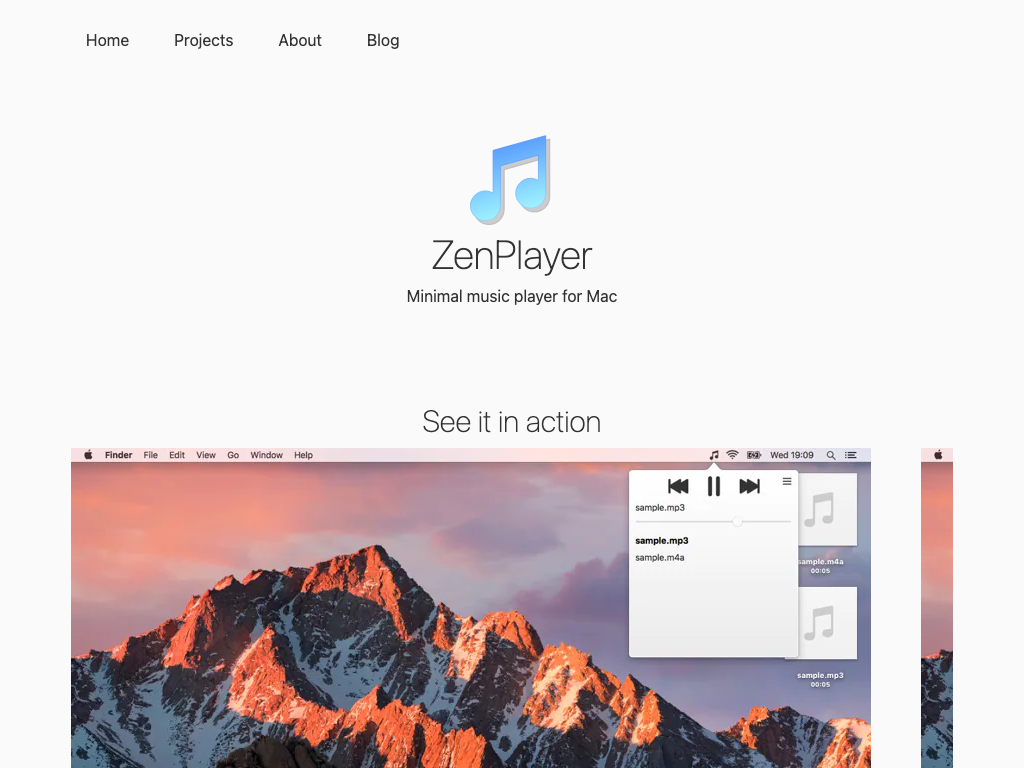 Home Projects About Blog
ZenPlayer
Minimal music player for Mac
See it in action
Finder File Edit View Go Window Help Wed 19:09
sample.mp3
sample.mp3
sample.m4a
sample.m4a
00:05
sample.mp3
00:05